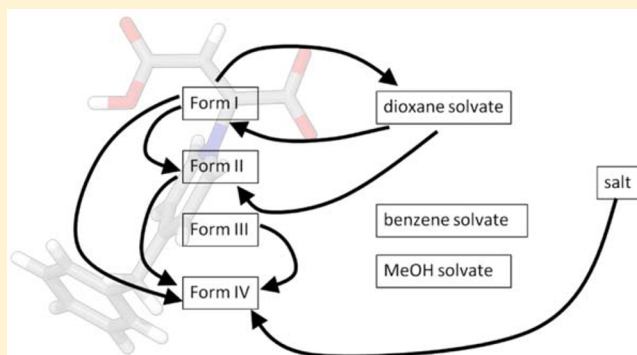 Form I
dioxane solvate
Form II
salt
Form III
benzene solvate
MeOH solvate
Form IV